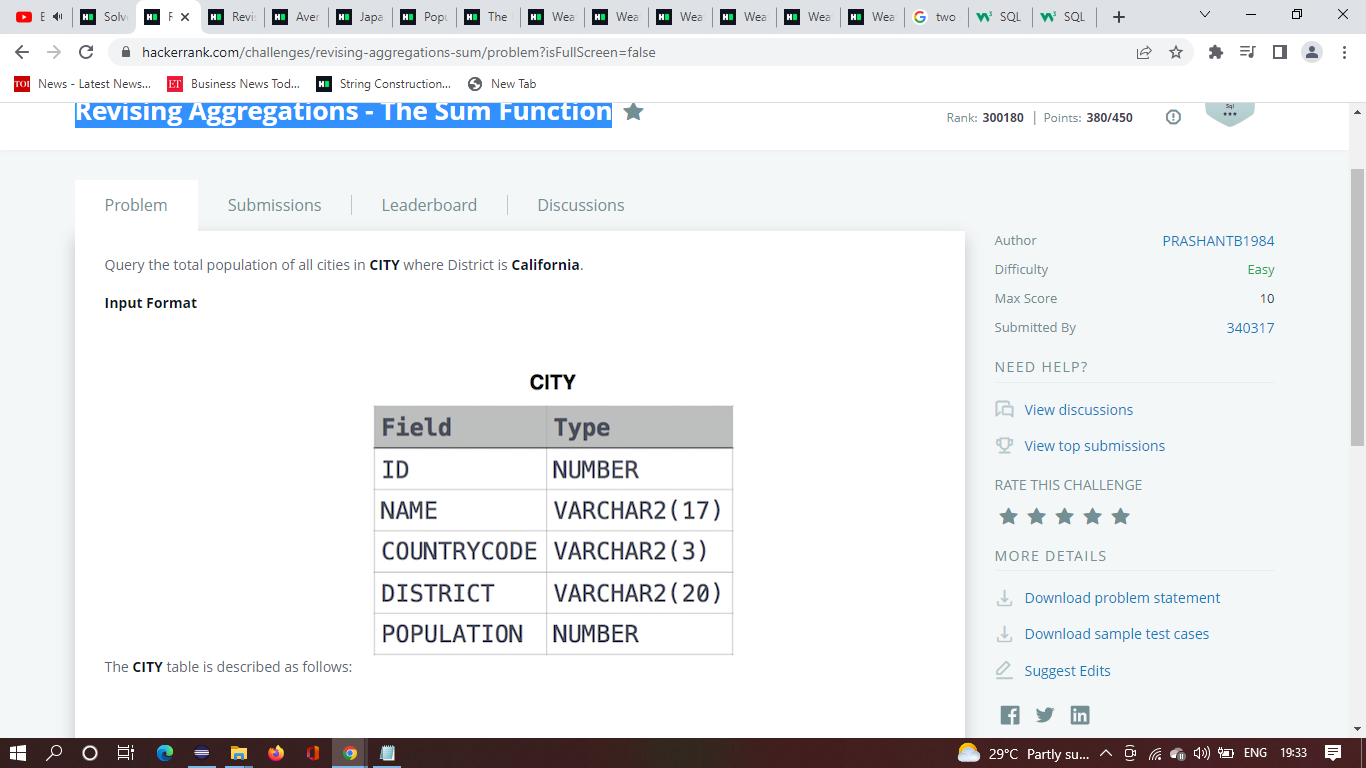 E
Solve
F
Revis
Aver
Japa
Popu
The
Wea
Wea
Wea
Wea
Wea
Wea
two
SQL
SQL
hackerrank.com/challenges/revising-aggregations-sum/problem?isFullScreen=false
TOI News - Latest News...
ET Business News Tod...
H String Construction...
New Tab
Revising Aggregations - The Sum Function
Rank: 300180 | Points: 380/450
Sql
Problem
Submissions
Leaderboard
Discussions
Query the total population of all cities in CITY where District is California.
Input Format
CITY
Field Type
ID NUMBER
NAME VARCHAR2(17)
COUNTRYCODE VARCHAR2(3)
DISTRICT VARCHAR2(20)
POPULATION NUMBER
The CITY table is described as follows:
Author PRASHANTB1984
Difficulty Easy
Max Score 10
Submitted By 340317
NEED HELP?
View discussions
View top submissions
RATE THIS CHALLENGE
MORE DETAILS
Download problem statement
Download sample test cases
Suggest Edits
29°C Partly su... ENG 19:33